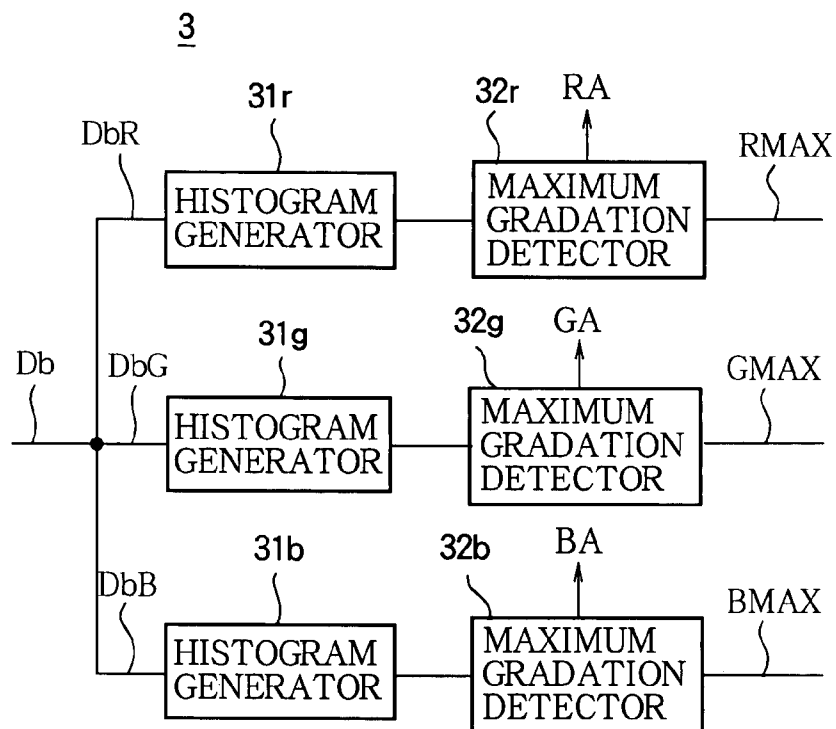 3
31r
32r
RA
DbR
RMAX
HISTOGRAM
GENERATOR
MAXIMUM
GRADATION
DETECTOR
31g
32g
GA
Db
DbG
GMAX
HISTOGRAM
GENERATOR
MAXIMUM
GRADATION
DETECTOR
31b
32b
BA
DbB
BMAX
HISTOGRAM
GENERATOR
MAXIMUM
GRADATION
DETECTOR